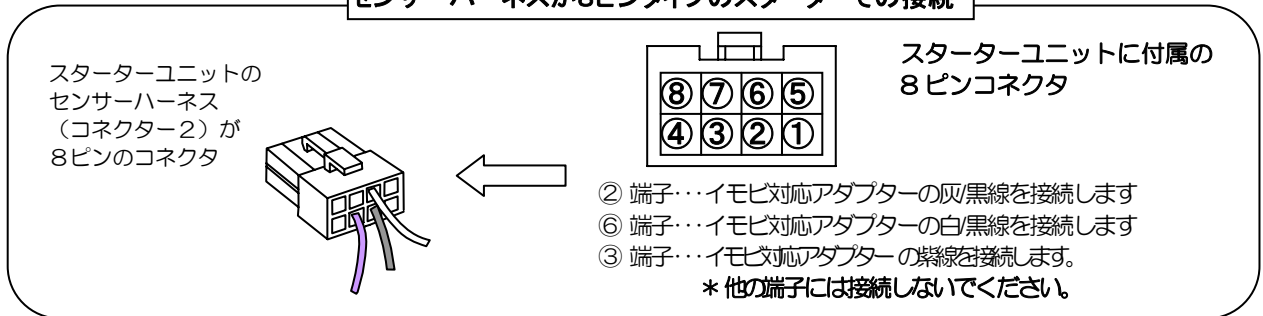 センサーハーネスが8ピンタイプのスターターでの接続
スターターユニットの
センサーハーネス
（コネクター２）が
８ピンのコネクタ
⑧⑦⑥⑤
④③②①
スターターユニットに付属の
８ピンコネクタ
② 端子･･･イモビ対応アダプターの灰/黒線を接続します
⑥ 端子･･･イモビ対応アダプターの白/黒線を接続します
③ 端子･･･イモビ対応アダプターの紫線を接続します。
＊他の端子には接続しないでください。